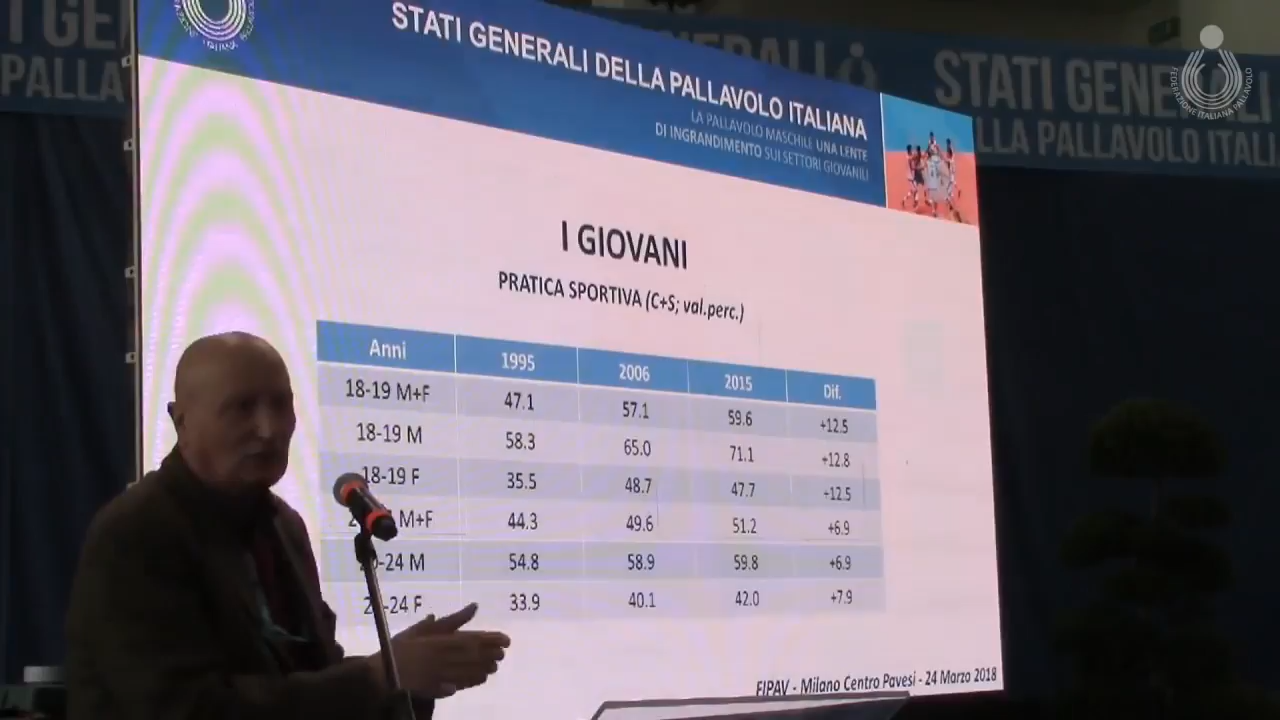 STATI GENERALI DELLA PALLAVOLO ITALIANA
LA PALLAVOLO MASCHILE UNA LENTE
DI INGRANDIMENTO SUI SETTORI GIOVANILI
STATI GENERALI
PALLAVOLO ITALI
FEDERAZIONE ITALIANA PALLAVOLO
I GIOVANI
PRATICA SPORTIVA (C+S; val.perc.)
Anni 1995 2006 2015 Dif.
18-19 M+F 47.1 57.1 59.6 +12.5
18-19 M 58.3 65.0 71.1 +12.8
18-19 F 35.5 48.7 47.7 +12.5
M+F 44.3 49.6 51.2 +6.9
-24 M 54.8 58.9 59.8 +6.9
-24 F 33.9 40.1 42.0 +7.9
FIPAV - Milano Centro Pavesi - 24 Marzo 2018